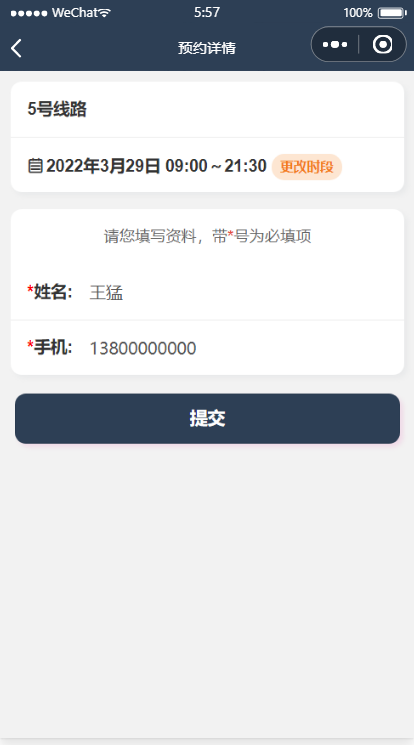 WeChat 5:57 100%
预约详情
5号线路
2022年3月29日 09:00～21:30 更改时段
请您填写资料，带*号为必填项
*姓名: 王猛
*手机: 13800000000
提交